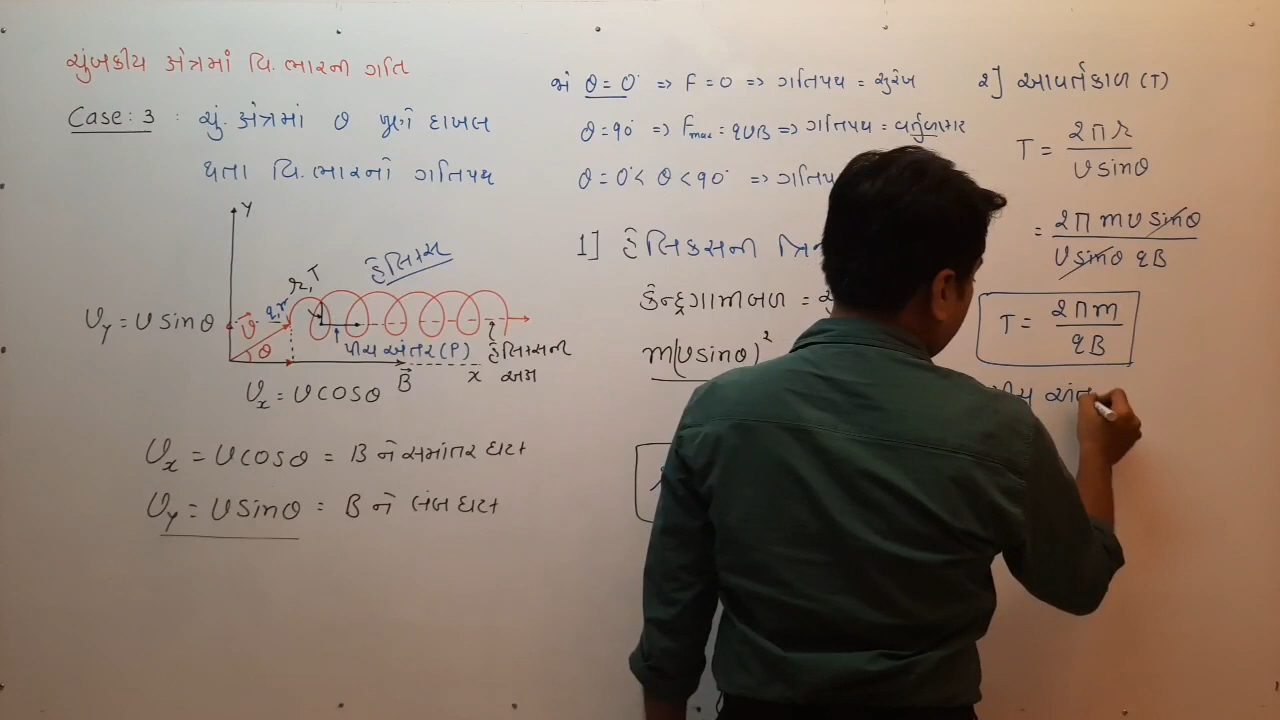 ચુંબકીય ક્ષેત્રમાં વિ.ભારની ગતિ
Case: 3 : ચું. ક્ષેત્રમાં θ ખૂણે દાખલ
થતા વિ.ભારનો ગતિપથ
Y
હેલિક્સ
r, T
q, m
Vy = V sinθ
V
θ
પીચ અંતર (P)
હેલિક્સની
અક્ષ
B
x
Vx = V cosθ
Vx = V cosθ = B ને સમાંતર ઘટક
Vy = V sinθ = B ને લંબ ઘટક
જો θ = 0° => F = 0 => ગતિપથ = સુરેખ
θ = 90° => Fmax = qVB => ગતિપથ = વર્તુળાકાર
θ = 0° < θ < 90° => ગતિપ
1] હેલિક્સની ત્રિ
કેન્દ્રગામી બળ =
m(V sinθ)²
2] આવર્તકાળ (T)
T = 2πr / V sinθ
= 2π m V sinθ / V sinθ qB
T = 2πm / qB